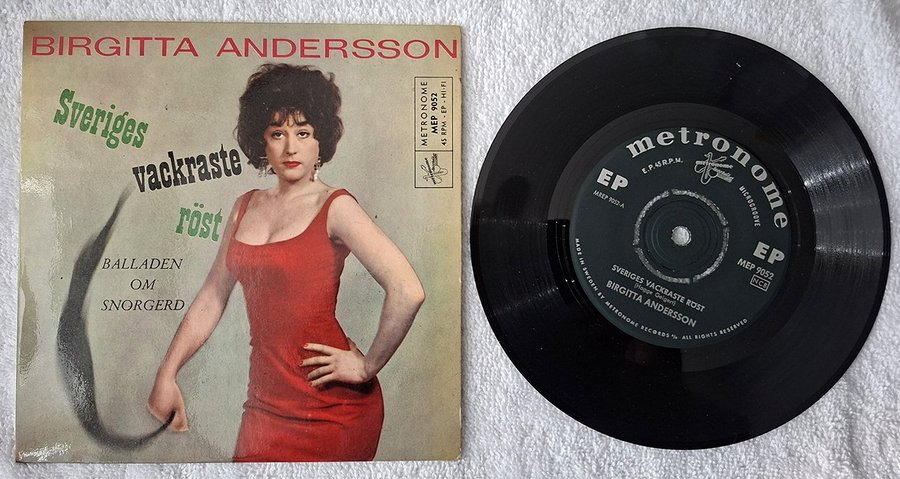 BIRGITTA ANDERSSON
Sveriges
vackraste
röst
BALLADEN
OM
SNORGERD
METRONOME
MEP 9052
45 RPM - EP - HI-FI
metronome
E.P. 45 R.P.M.
EP
MREP 9052-A
MICROGROOVE
EP
MEP 9052
NCB
SVERIGES VACKRASTE RÖST
BIRGITTA ANDERSSON
MADE IN SWEDEN BY METRONOME RECORDS A/B ALL RIGHTS RESERVED